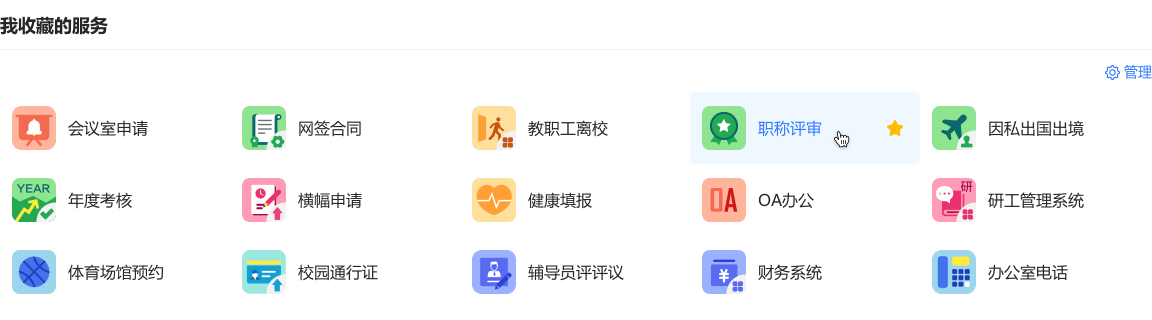 我收藏的服务
管理
会议室申请
网签合同
教职工离校
职称评审
因私出国出境
YEAR
年度考核
横幅申请
健康填报
OA
OA办公
研
研工管理系统
体育场馆预约
校园通行证
辅导员评评议
¥
财务系统
办公室电话